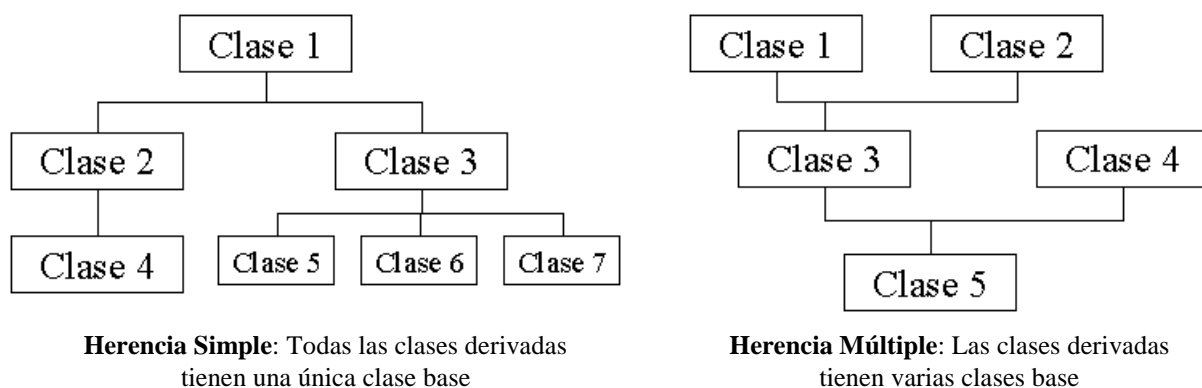 Clase 1
Clase 2
Clase 3
Clase 4
Clase 5
Clase 6
Clase 7
Herencia Simple: Todas las clases derivadas
tienen una única clase base
Clase 1
Clase 2
Clase 3
Clase 4
Clase 5
Herencia Múltiple: Las clases derivadas
tienen varias clases base